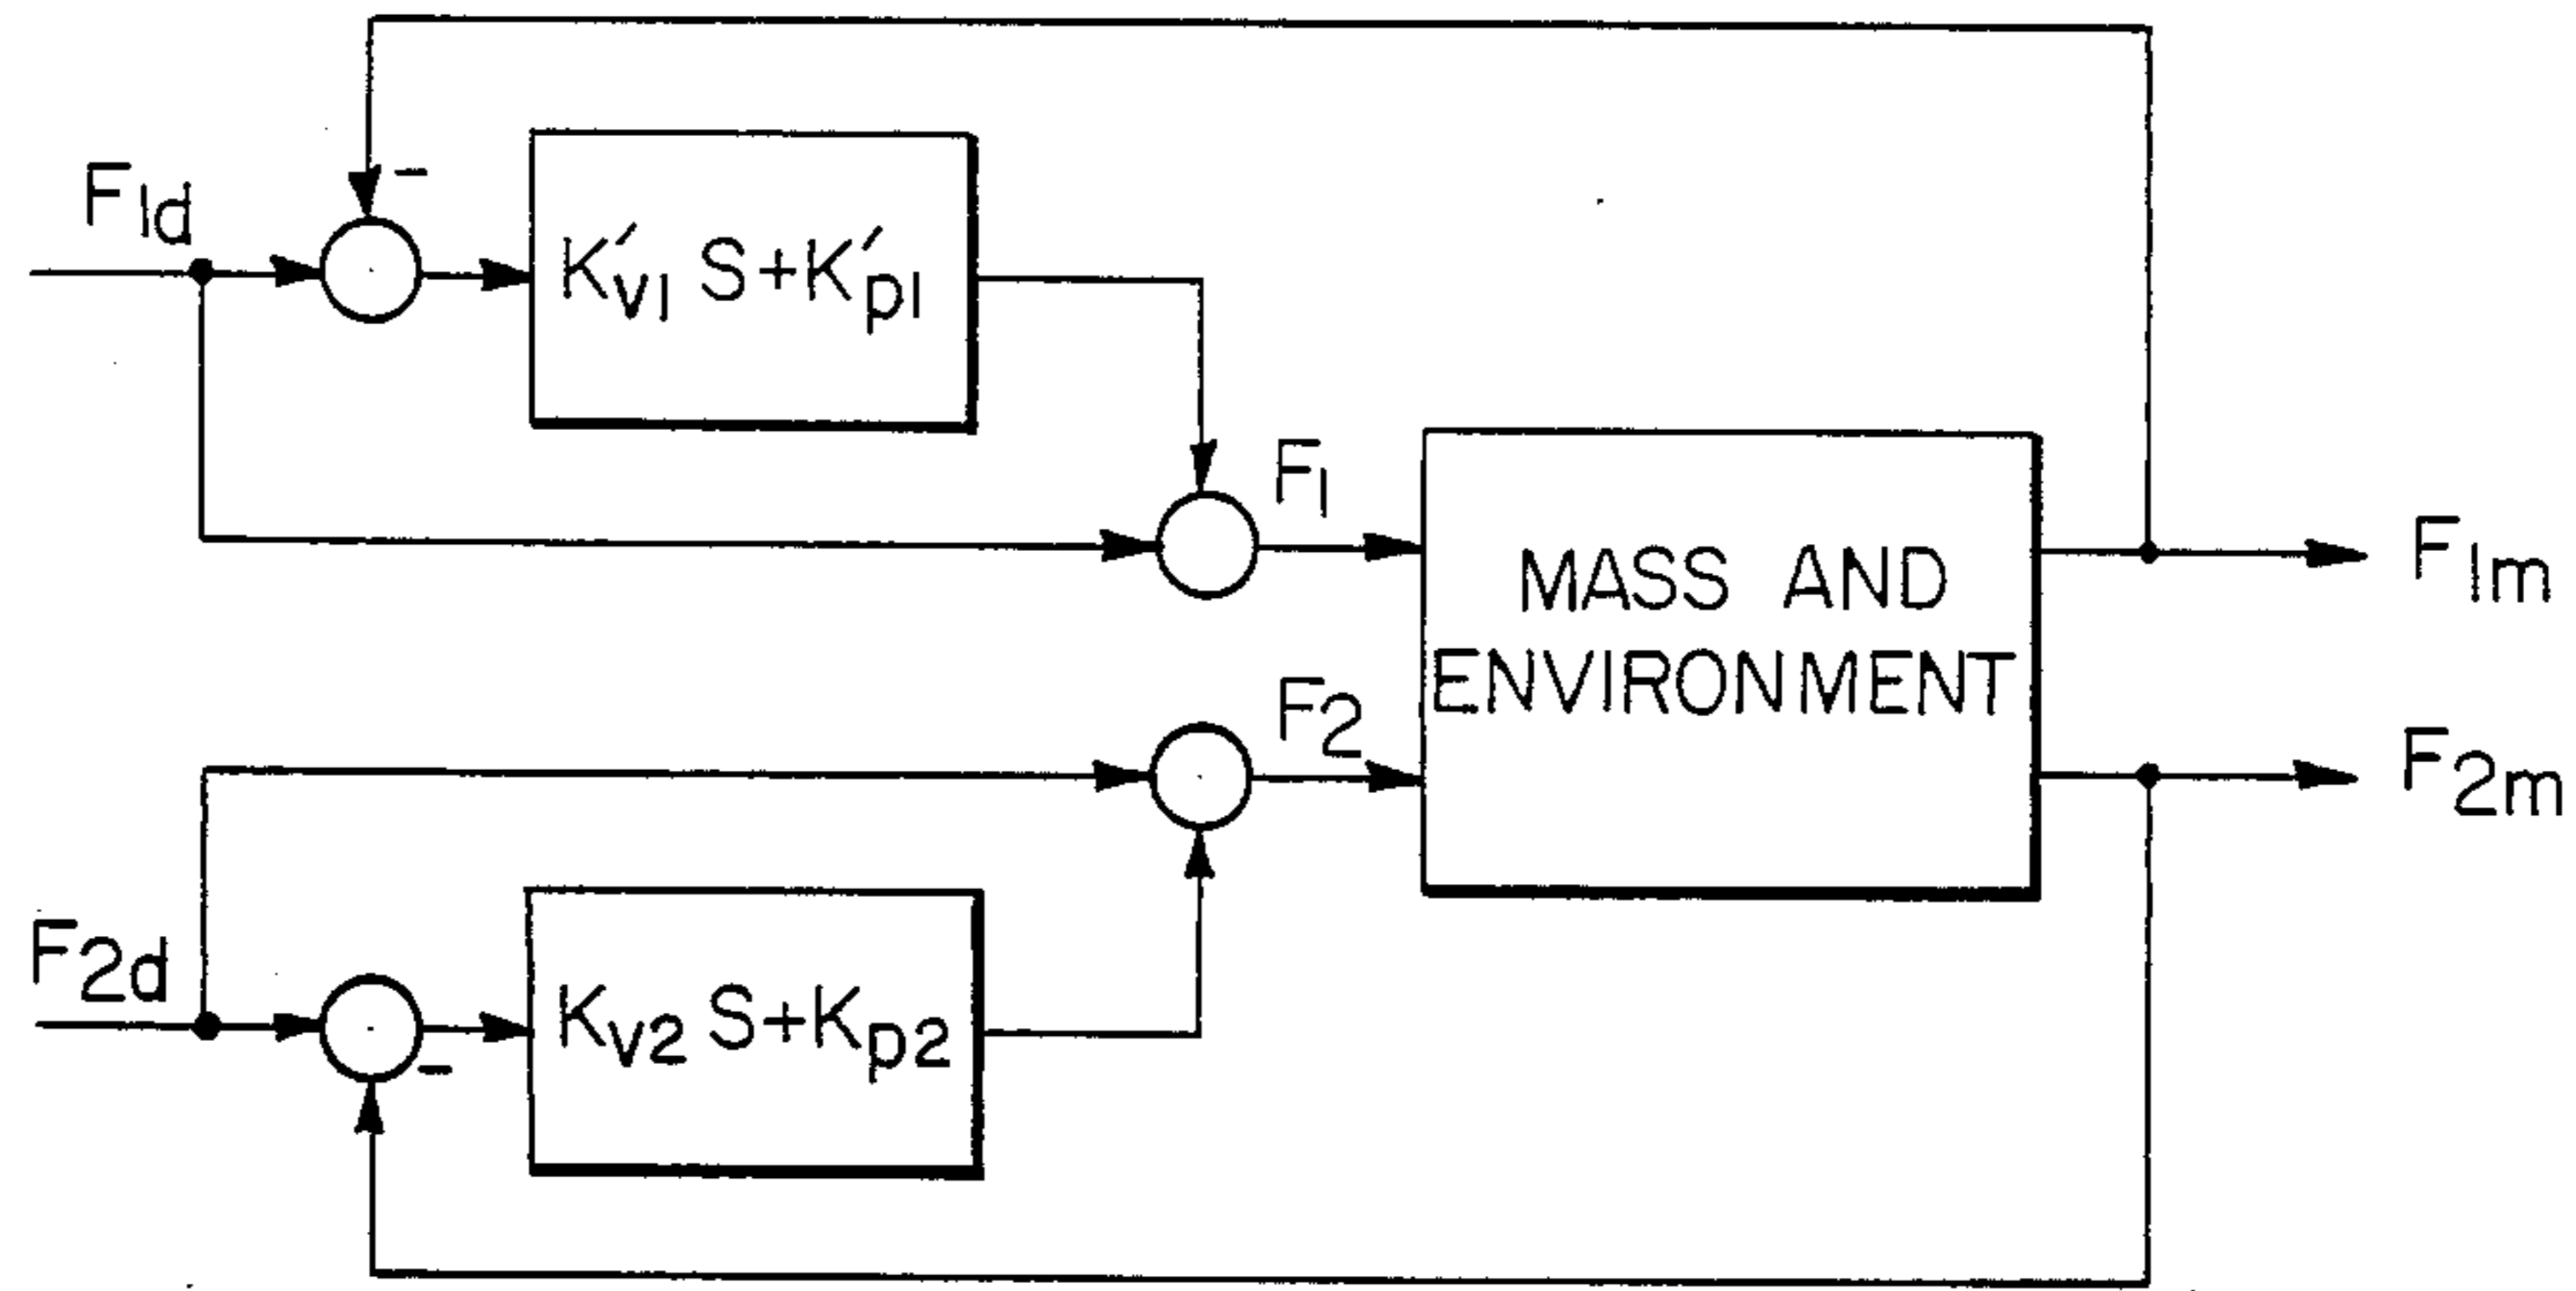 F1d
-
K'v1 S+K'p1
F1
MASS AND
ENVIRONMENT
F1m
F2
F2m
F2d
-
Kv2 S+Kp2